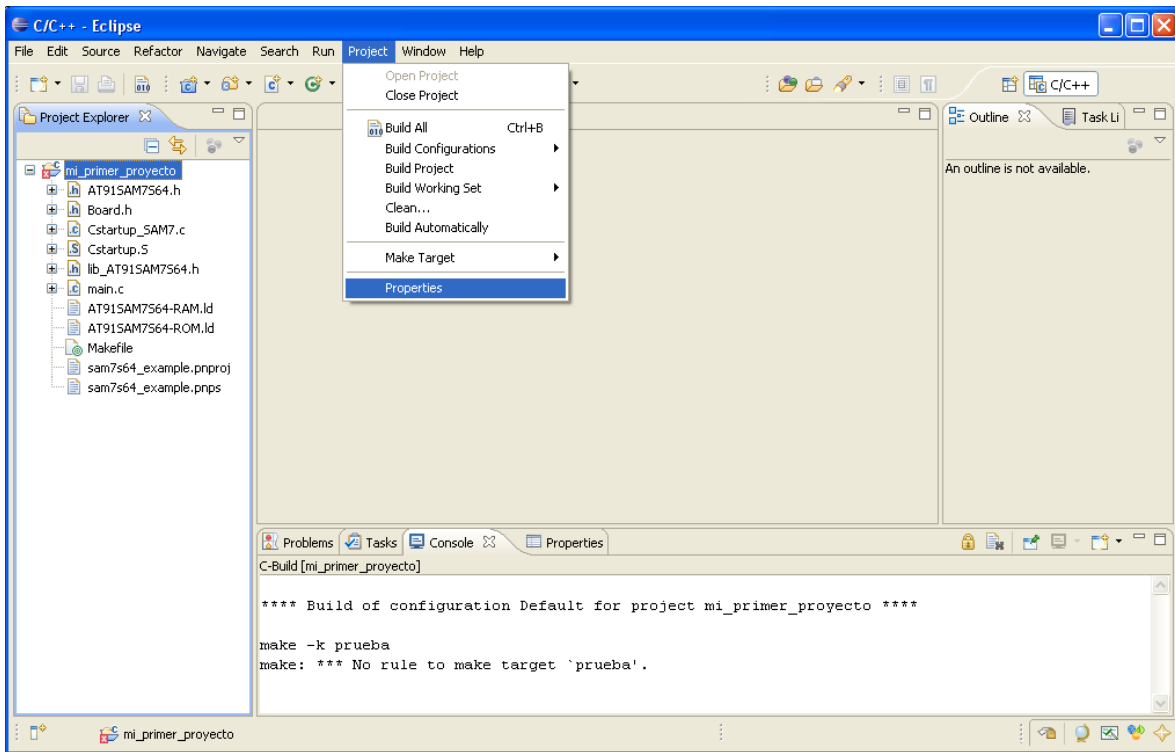 C/C++ - Eclipse
File Edit Source Refactor Navigate Search Run Project Window Help
C/C++
Open Project
Close Project
Build All Ctrl+B
Build Configurations
Build Project
Build Working Set
Clean...
Build Automatically
Make Target
Properties
Project Explorer
mi_primer_proyecto
AT91SAM7S64.h
Board.h
Cstartup_SAM7.c
Cstartup.S
lib_AT91SAM7S64.h
main.c
AT91SAM7S64-RAM.ld
AT91SAM7S64-ROM.ld
Makefile
sam7s64_example.pnproj
sam7s64_example.pnps
Outline Task Li
An outline is not available.
Problems Tasks Console Properties
C-Build [mi_primer_proyecto]
**** Build of configuration Default for project mi_primer_proyecto ****
make -k prueba
make: *** No rule to make target `prueba'.
mi_primer_proyecto